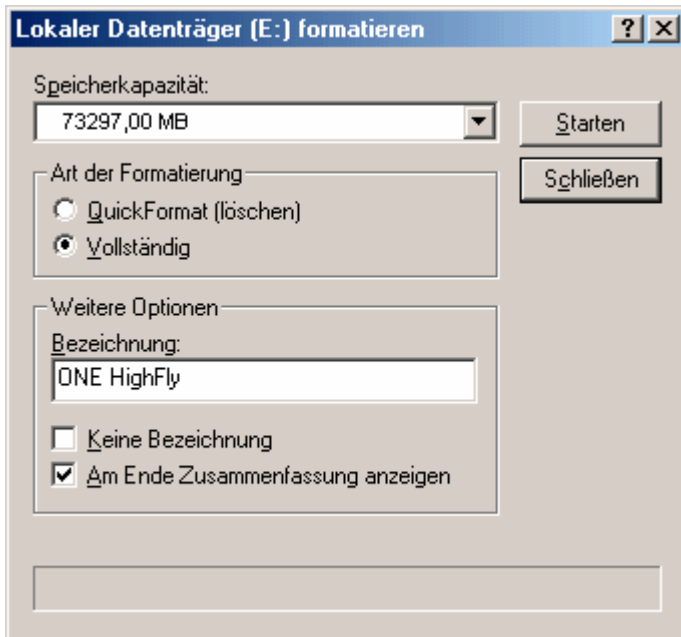 Lokaler Datenträger (E:) formatieren
Speicherkapazität:
73297,00 MB
Starten
Schließen
Art der Formatierung
QuickFormat (löschen)
Vollständig
Weitere Optionen
Bezeichnung:
ONE HighFly
Keine Bezeichnung
Am Ende Zusammenfassung anzeigen